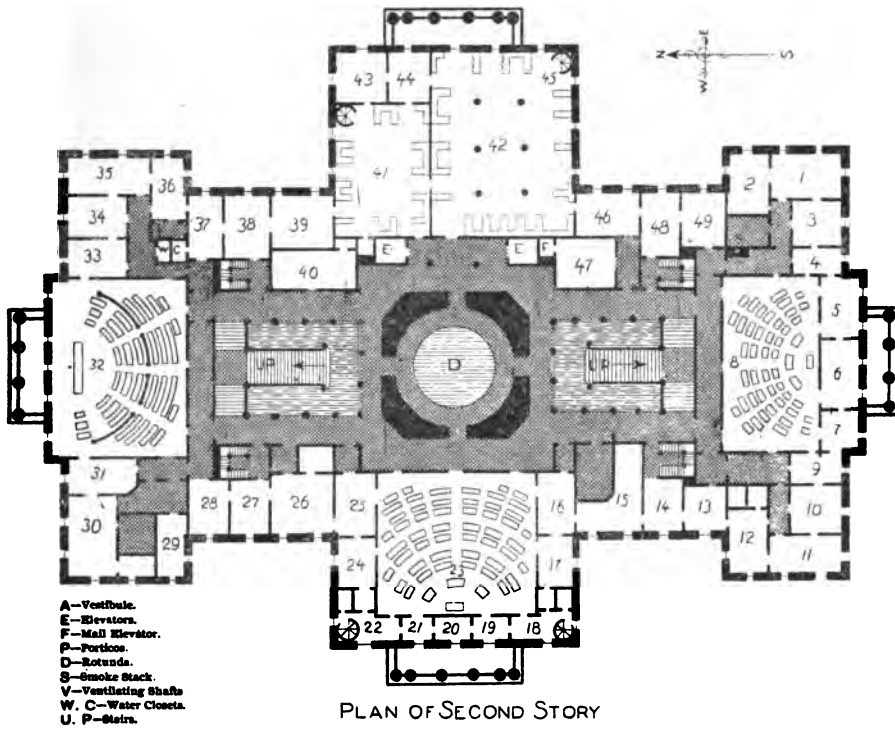 43 44 45
N S
W E
42
41
35 36 2 1
34 37 38 39 46 48 49 3
33 W C E E F 4
40 47
5
32 UP D UP 8 6
7
31 9
30 28 27 26 25 16 15 14 13 10
29 24 23 17 12 11
22 21 20 19 18
A—Vestibule.
E—Elevators.
F—Mail Elevator.
P—Porticos.
D—Rotunda.
S—Smoke Stack.
V—Ventilating Shafts
W. C—Water Closets.
U. P—Stairs.
PLAN OF SECOND STORY